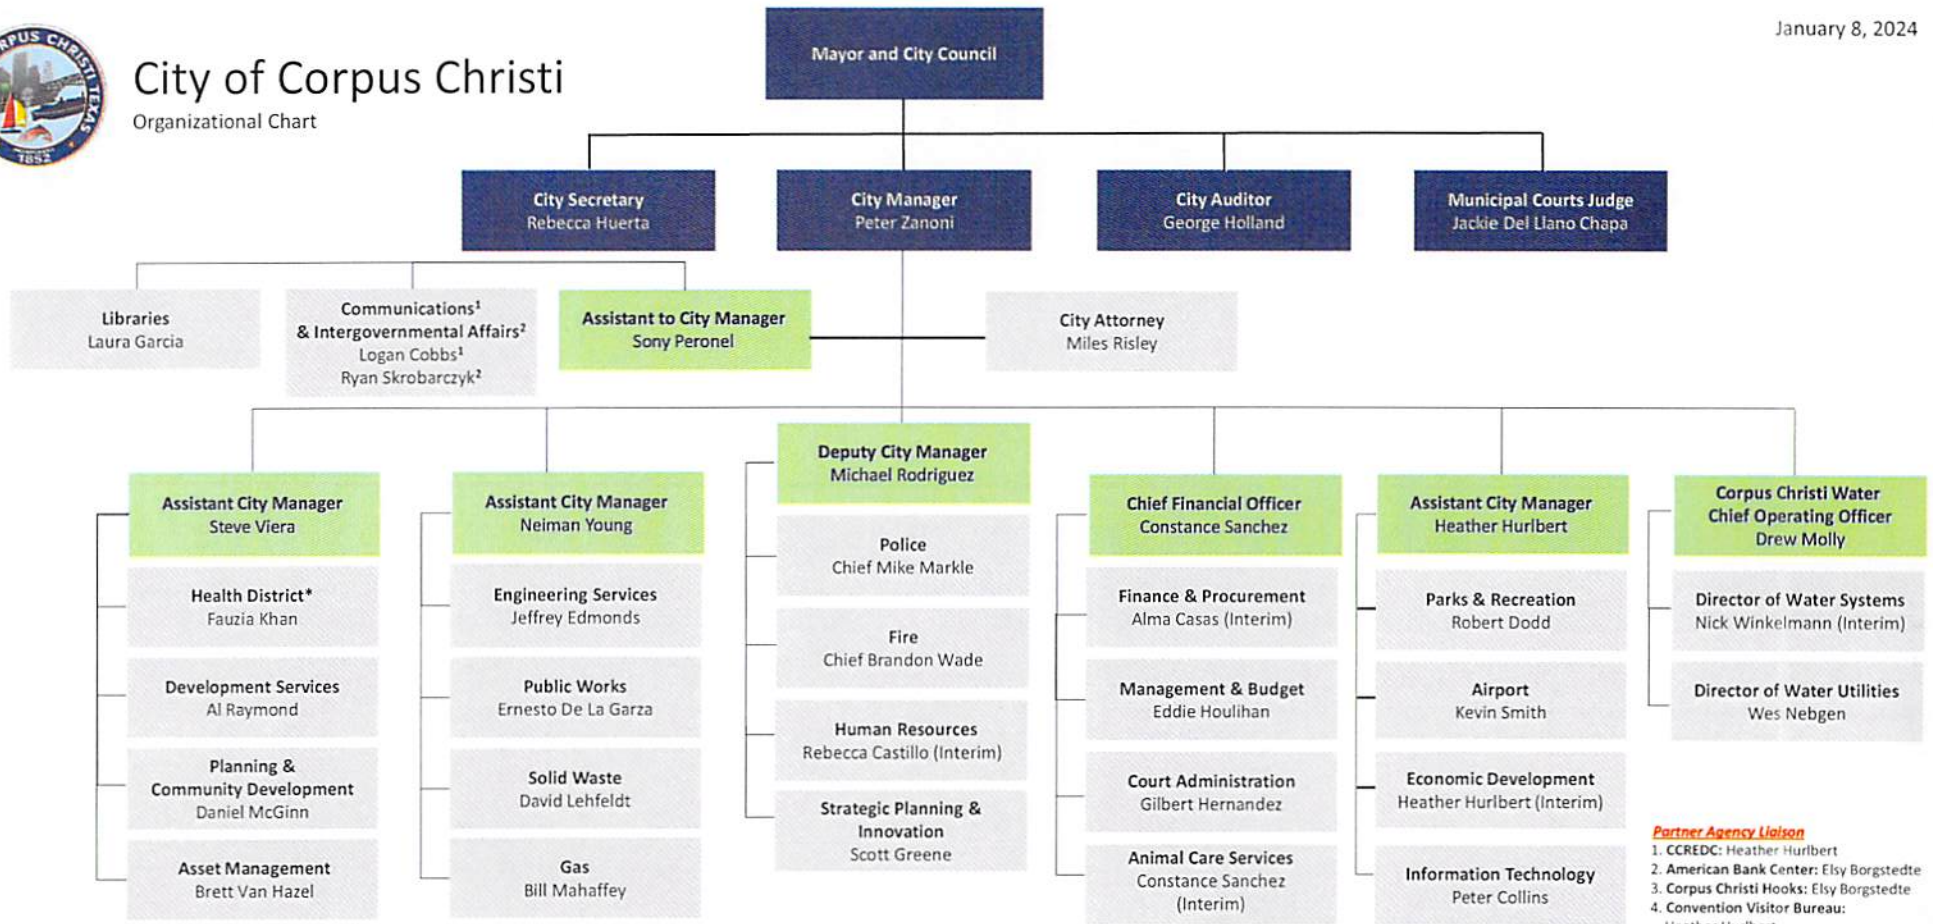 January 8, 2024
RPUS CHRISTI TEXAS
1852
City of Corpus Christi
Organizational Chart
Mayor and City Council
City Secretary
Rebecca Huerta
City Manager
Peter Zanoni
City Auditor
George Holland
Municipal Courts Judge
Jackie Del Llano Chapa
Libraries
Laura Garcia
Communications¹
& Intergovernmental Affairs²
Logan Cobbs¹
Ryan Skrobarczyk²
Assistant to City Manager
Sony Peronel
City Attorney
Miles Risley
Assistant City Manager
Steve Viera
Health District*
Fauzia Khan
Development Services
Al Raymond
Planning &
Community Development
Daniel McGinn
Asset Management
Brett Van Hazel
Assistant City Manager
Neiman Young
Engineering Services
Jeffrey Edmonds
Public Works
Ernesto De La Garza
Solid Waste
David Lehfeldt
Gas
Bill Mahaffey
Deputy City Manager
Michael Rodriguez
Police
Chief Mike Markle
Fire
Chief Brandon Wade
Human Resources
Rebecca Castillo (Interim)
Strategic Planning &
Innovation
Scott Greene
Chief Financial Officer
Constance Sanchez
Finance & Procurement
Alma Casas (Interim)
Management & Budget
Eddie Houlihan
Court Administration
Gilbert Hernandez
Animal Care Services
Constance Sanchez
(Interim)
Assistant City Manager
Heather Hurlbert
Parks & Recreation
Robert Dodd
Airport
Kevin Smith
Economic Development
Heather Hurlbert (Interim)
Information Technology
Peter Collins
Corpus Christi Water
Chief Operating Officer
Drew Molly
Director of Water Systems
Nick Winkelmann (Interim)
Director of Water Utilities
Wes Nebgen
Partner Agency Liaison
1. CCREDC: Heather Hurlbert
2. American Bank Center: Elsy Borgstedte
3. Corpus Christi Hooks: Elsy Borgstedte
4. Convention Visitor Bureau: